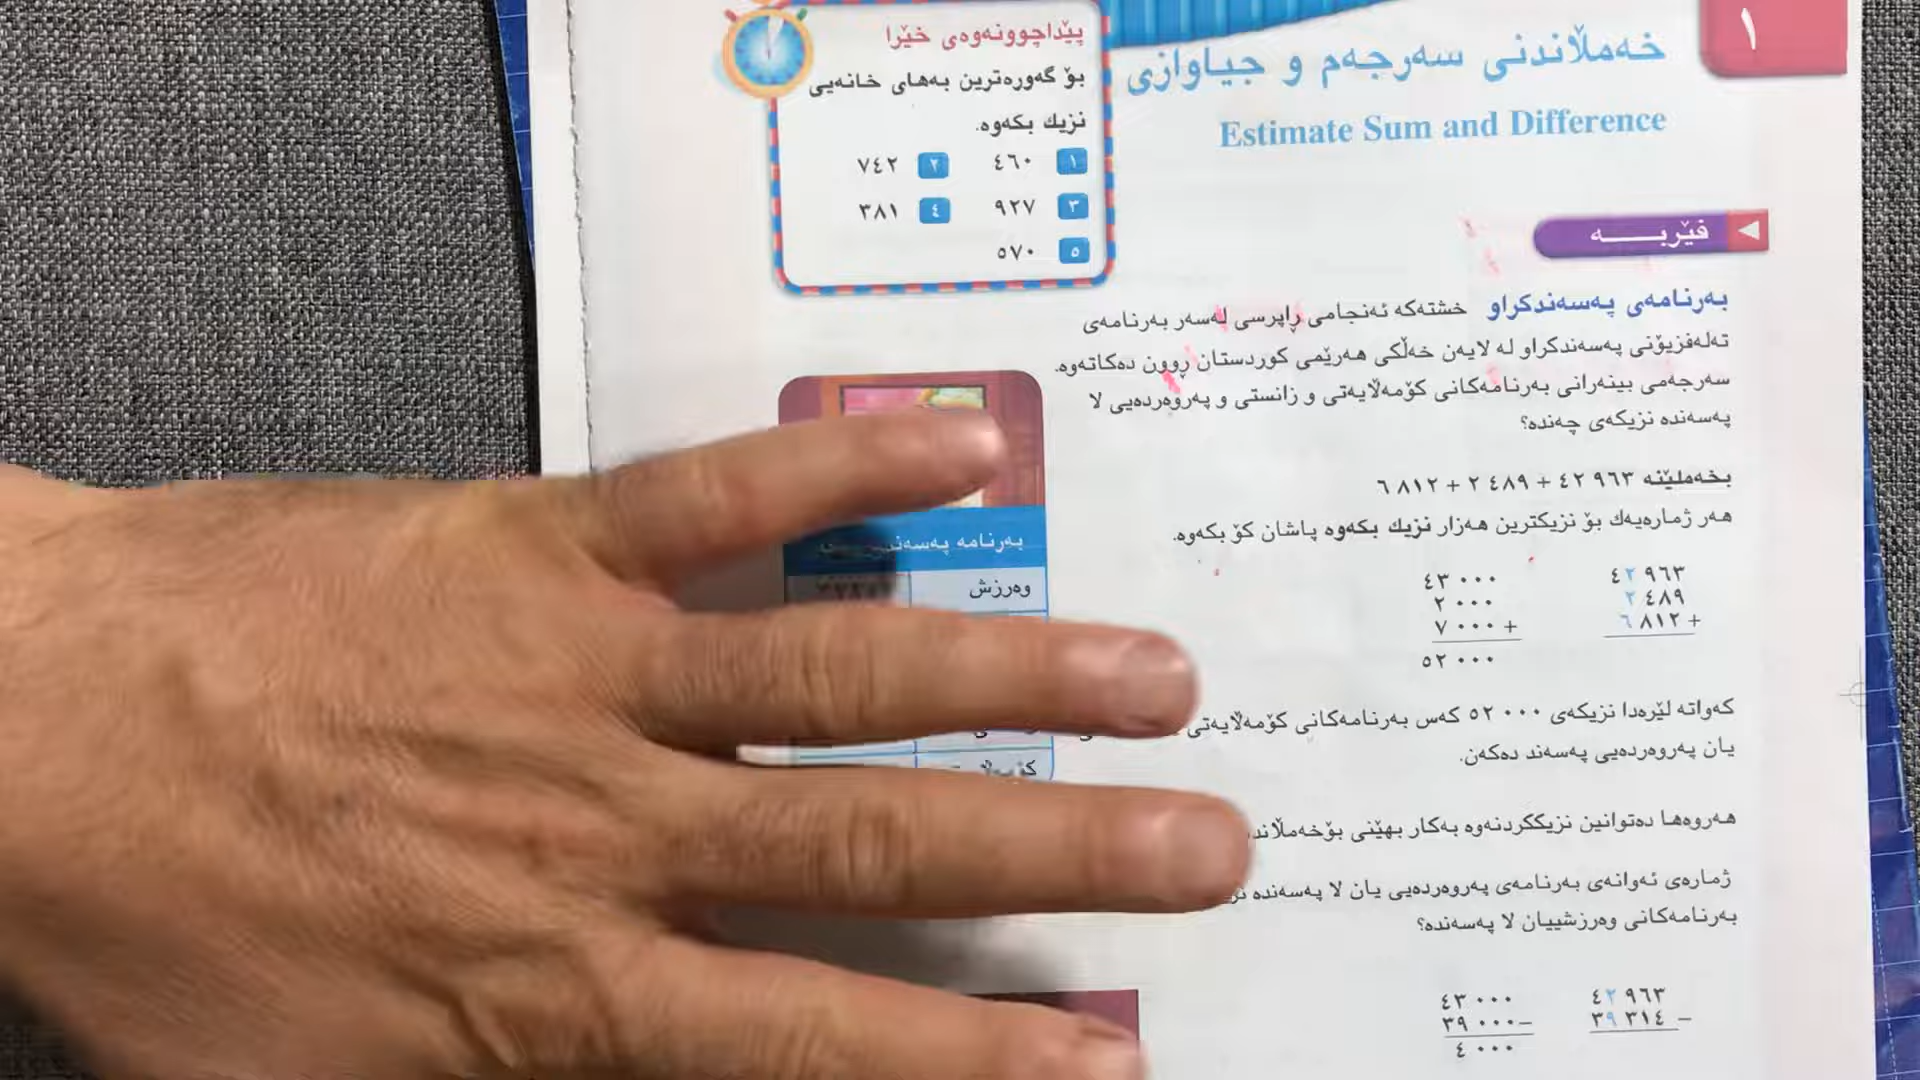 ١
خەمڵاندنی سەرجەم و جیاوازی
Estimate Sum and Difference
پێداچوونەوەی خێرا
بۆ گەورەترین بەهای خانەیی
نزیك بکەوە.
١ ٤٦٠ ٢ ٧٤٢
٣ ٩٢٧ ٤ ٣٨١
٥ ٥٧٠
فێربـــــــە
بەرنامەی پەسەندکراو خشتەکە ئەنجامی ڕاپرسی لەسەر بەرنامەی
تەلەفزیۆنی پەسەندکراو لە لایەن خەڵکی هەرێمی کوردستان ڕوون دەکاتەوە.
سەرجەمی بینەرانی بەرنامەکانی کۆمەڵایەتی و زانستی و پەروەردەیی لا
پەسەندە نزیکەی چەندە؟
بخەملێنە ٤٢ ٩٦٣ + ٢ ٤٨٩ + ٦ ٨١٢
هەر ژمارەیەك بۆ نزیکترین هەزار نزیك بکەوە پاشان کۆ بکەوە.
٤٢ ٩٦٣ ٤٣ ٠٠٠
٢ ٤٨٩ ٢ ٠٠٠
٦ ٨١٢ + ٧ ٠٠٠ +
٥٢ ٠٠٠
کەواتە لێرەدا نزیکەی ٥٢ ٠٠٠ کەس بەرنامەکانی کۆمەڵایەتی
یان پەروەردەیی پەسەند دەکەن.
هەروەها دەتوانین نزیککردنەوە بەکار بهێنی
ژمارەی ئەوانەی بەرنامەی پەروەردەیی یان لا پەسەندە
بەرنامەکانی وەرزشییان لا پەسەندە؟
٤٢ ٩٦٣ ٤٣ ٠٠٠
٣٩ ٣١٤ − ٣٩ ٠٠٠ −
٤ ٠٠٠
بەرنامە
وەرزش